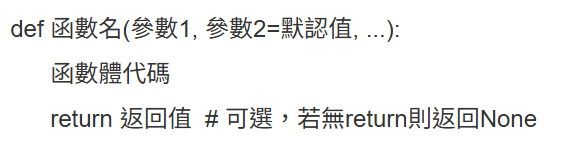 def 函數名(參數1, 參數2=默認值, ...):
函數體代碼
return 返回值  # 可選，若無return則返回None